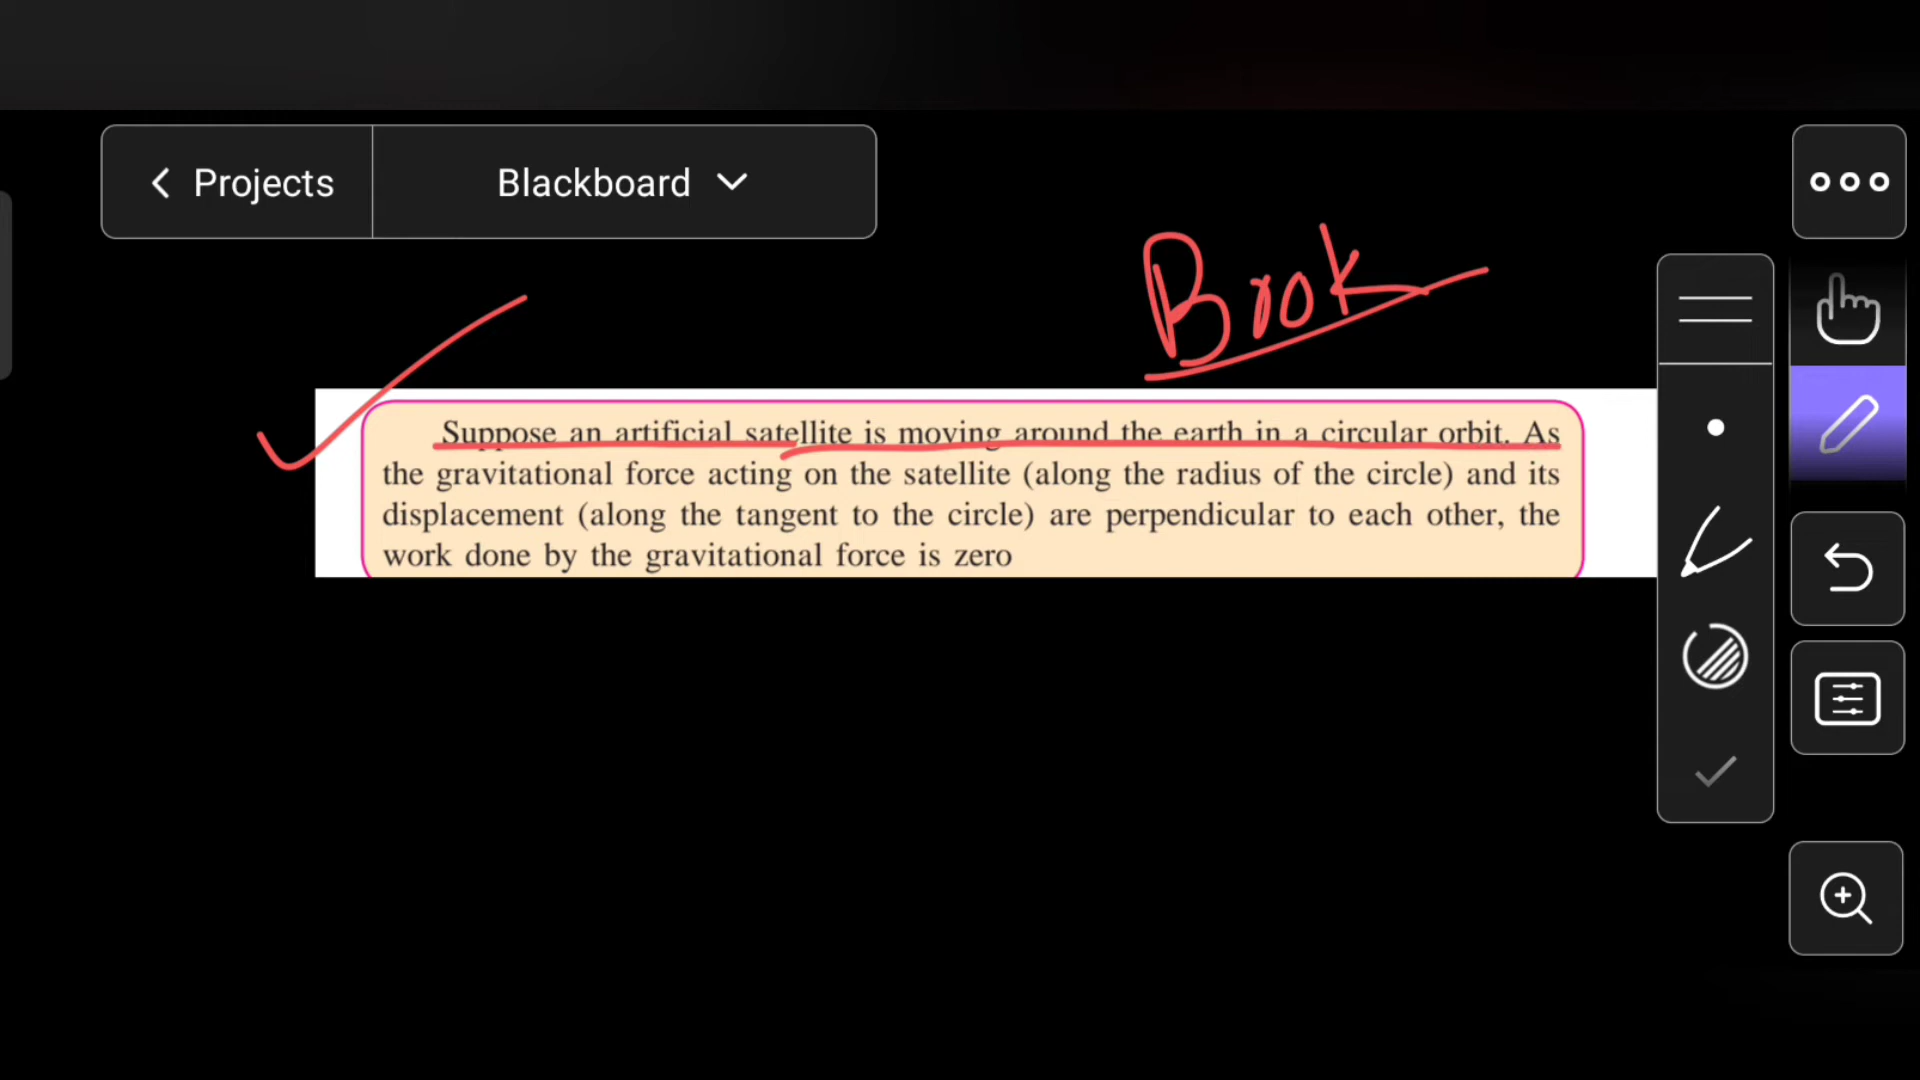 Projects
Blackboard
Book
Suppose an artificial satellite is moving around the earth in a circular orbit. As
the gravitational force acting on the satellite (along the radius of the circle) and its
displacement (along the tangent to the circle) are perpendicular to each other, the
work done by the gravitational force is zero